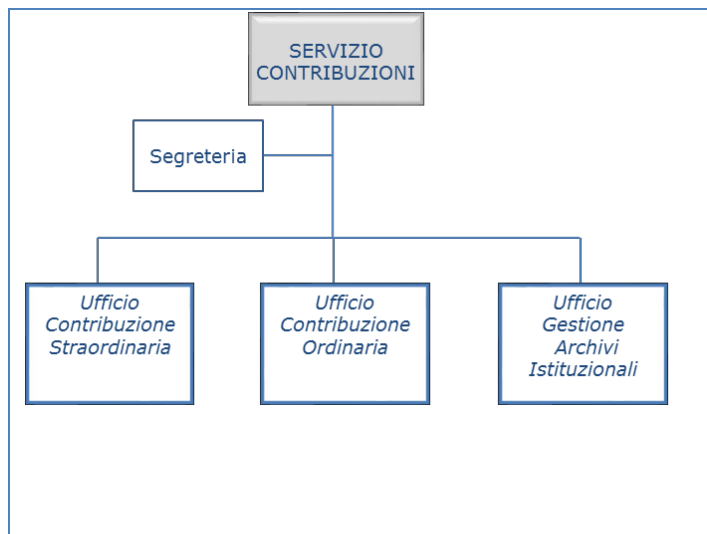 SERVIZIO
CONTRIBUZIONI
Segreteria
Ufficio
Contribuzione
Straordinaria
Ufficio
Contribuzione
Ordinaria
Ufficio
Gestione
Archivi
Istituzionali